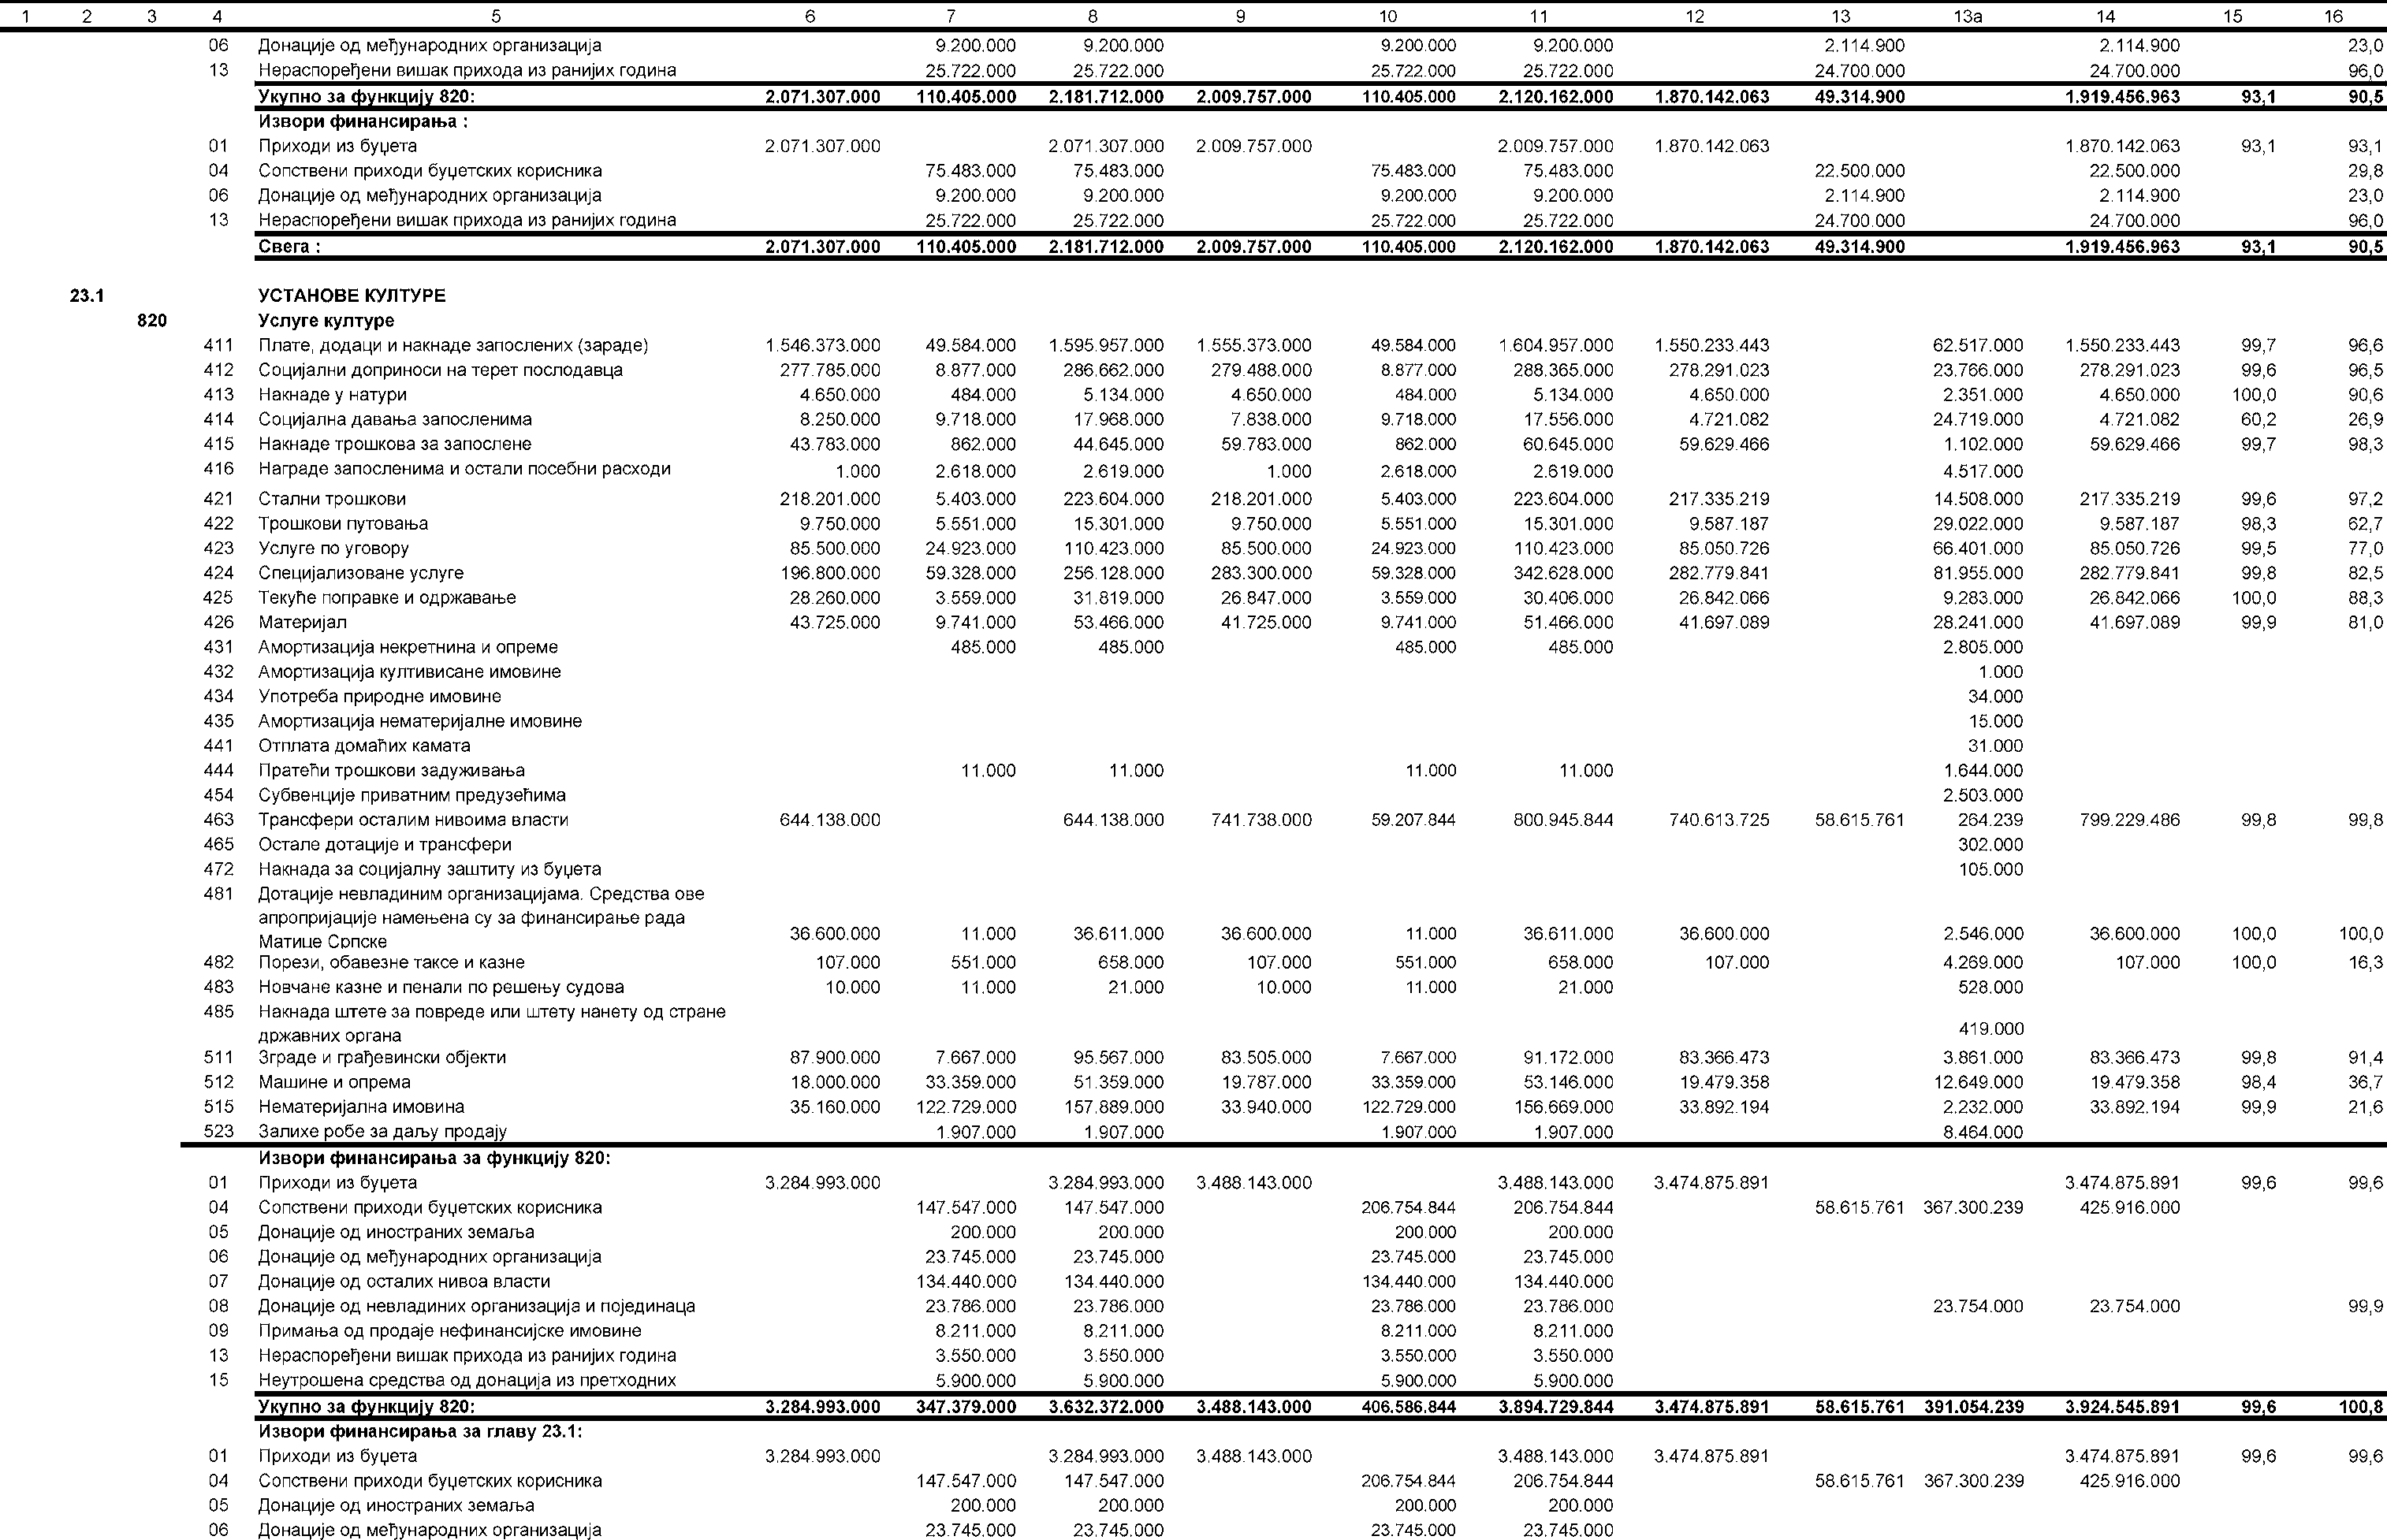 1 2 3 4 5 6 7 8 9 10 11 12 13 13a 14 15 16
06 Донације од међународних организација 9.200.000 9.200.000 9.200.000 9.200.000 2.114.900 2.114.900 23,0
13 Нераспоређени вишак прихода из ранијих година 25.722.000 25.722.000 25.722.000 25.722.000 24.700.000 24.700.000 96,0
Укупно за функцију 820: 2.071.307.000 110.405.000 2.181.712.000 2.009.757.000 110.405.000 2.120.162.000 1.870.142.063 49.314.900 1.919.456.963 93,1 90,5
Извори финансирања :
01 Приходи из буџета 2.071.307.000 2.071.307.000 2.009.757.000 2.009.757.000 1.870.142.063 1.870.142.063 93,1 93,1
04 Сопствени приходи буџетских корисника 75.483.000 75.483.000 75.483.000 75.483.000 22.500.000 22.500.000 29,8
06 Донације од међународних организација 9.200.000 9.200.000 9.200.000 9.200.000 2.114.900 2.114.900 23,0
13 Нераспоређени вишак прихода из ранијих година 25.722.000 25.722.000 25.722.000 25.722.000 24.700.000 24.700.000 96,0
Свега : 2.071.307.000 110.405.000 2.181.712.000 2.009.757.000 110.405.000 2.120.162.000 1.870.142.063 49.314.900 1.919.456.963 93,1 90,5
23.1 УСТАНОВЕ КУЛТУРЕ
820 Услуге културе
411 Плате, додаци и накнаде запослених (зараде) 1.546.373.000 49.584.000 1.595.957.000 1.555.373.000 49.584.000 1.604.957.000 1.550.233.443 62.517.000 1.550.233.443 99,7 96,6
412 Социјални доприноси на терет послодавца 277.785.000 8.877.000 286.662.000 279.488.000 8.877.000 288.365.000 278.291.023 23.766.000 278.291.023 99,6 96,5
413 Накнаде у натури 4.650.000 484.000 5.134.000 4.650.000 484.000 5.134.000 4.650.000 2.351.000 4.650.000 100,0 90,6
414 Социјална давања запосленима 8.250.000 9.718.000 17.968.000 7.838.000 9.718.000 17.556.000 4.721.082 24.719.000 4.721.082 60,2 26,9
415 Накнаде трошкова за запослене 43.783.000 862.000 44.645.000 59.783.000 862.000 60.645.000 59.629.466 1.102.000 59.629.466 99,7 98,3
416 Награде запосленима и остали посебни расходи 1.000 2.618.000 2.619.000 1.000 2.618.000 2.619.000 4.517.000
421 Стални трошкови 218.201.000 5.403.000 223.604.000 218.201.000 5.403.000 223.604.000 217.335.219 14.508.000 217.335.219 99,6 97,2
422 Трошкови путовања 9.750.000 5.551.000 15.301.000 9.750.000 5.551.000 15.301.000 9.587.187 29.022.000 9.587.187 98,3 62,7
423 Услуге по уговору 85.500.000 24.923.000 110.423.000 85.500.000 24.923.000 110.423.000 85.050.726 66.401.000 85.050.726 99,5 77,0
424 Специјализоване услуге 196.800.000 59.328.000 256.128.000 283.300.000 59.328.000 342.628.000 282.779.841 81.955.000 282.779.841 99,8 82,5
425 Текуће поправке и одржавање 28.260.000 3.559.000 31.819.000 26.847.000 3.559.000 30.406.000 26.842.066 9.283.000 26.842.066 100,0 88,3
426 Материјал 43.725.000 9.741.000 53.466.000 41.725.000 9.741.000 51.466.000 41.697.089 28.241.000 41.697.089 99,9 81,0
431 Амортизација некретнина и опреме 485.000 485.000 485.000 485.000 2.805.000
432 Амортизација култивисане имовине 1.000
434 Употреба природне имовине 34.000
435 Амортизација нематеријалне имовине 15.000
441 Отплата домаћих камата 31.000
444 Пратећи трошкови задуживања 11.000 11.000 11.000 11.000 1.644.000
454 Субвенције приватним предузећима 2.503.000
463 Трансфери осталим нивоима власти 644.138.000 644.138.000 741.738.000 59.207.844 800.945.844 740.613.725 58.615.761 264.239 799.229.486 99,8 99,8
465 Остале дотације и трансфери 302.000
472 Накнада за социјалну заштиту из буџета 105.000
481 Дотације невладиним организацијама. Средства ове
апропријације намењена су за финансирање рада
Матице Српске 36.600.000 11.000 36.611.000 36.600.000 11.000 36.611.000 36.600.000 2.546.000 36.600.000 100,0 100,0
482 Порези, обавезне таксе и казне 107.000 551.000 658.000 107.000 551.000 658.000 107.000 4.269.000 107.000 100,0 16,3
483 Новчане казне и пенали по решењу судова 10.000 11.000 21.000 10.000 11.000 21.000 528.000
485 Накнада штете за повреде или штету нанету од стране
државних органа 419.000
511 Зграде и грађевински објекти 87.900.000 7.667.000 95.567.000 83.505.000 7.667.000 91.172.000 83.366.473 3.861.000 83.366.473 99,8 91,4
512 Машине и опрема 18.000.000 33.359.000 51.359.000 19.787.000 33.359.000 53.146.000 19.479.358 12.649.000 19.479.358 98,4 36,7
515 Нематеријална имовина 35.160.000 122.729.000 157.889.000 33.940.000 122.729.000 156.669.000 33.892.194 2.232.000 33.892.194 99,9 21,6
523 Залихе робе за даљу продају 1.907.000 1.907.000 1.907.000 1.907.000 8.464.000
Извори финансирања за функцију 820:
01 Приходи из буџета 3.284.993.000 3.284.993.000 3.488.143.000 3.488.143.000 3.474.875.891 3.474.875.891 99,6 99,6
04 Сопствени приходи буџетских корисника 147.547.000 147.547.000 206.754.844 206.754.844 58.615.761 367.300.239 425.916.000
05 Донације од иностраних земаља 200.000 200.000 200.000 200.000
06 Донације од међународних организација 23.745.000 23.745.000 23.745.000 23.745.000
07 Донације од осталих нивоа власти 134.440.000 134.440.000 134.440.000 134.440.000
08 Донације од невладиних организација и појединаца 23.786.000 23.786.000 23.786.000 23.786.000 23.754.000 23.754.000 99,9
09 Примања од продаје нефинансијске имовине 8.211.000 8.211.000 8.211.000 8.211.000
13 Нераспоређени вишак прихода из ранијих година 3.550.000 3.550.000 3.550.000 3.550.000
15 Неутрошена средства од донација из претходних 5.900.000 5.900.000 5.900.000 5.900.000
Укупно за функцију 820: 3.284.993.000 347.379.000 3.632.372.000 3.488.143.000 406.586.844 3.894.729.844 3.474.875.891 58.615.761 391.054.239 3.924.545.891 99,6 100,8
Извори финансирања за главу 23.1:
01 Приходи из буџета 3.284.993.000 3.284.993.000 3.488.143.000 3.488.143.000 3.474.875.891 3.474.875.891 99,6 99,6
04 Сопствени приходи буџетских корисника 147.547.000 147.547.000 206.754.844 206.754.844 58.615.761 367.300.239 425.916.000
05 Донације од иностраних земаља 200.000 200.000 200.000 200.000
06 Донације од међународних организација 23.745.000 23.745.000 23.745.000 23.745.000